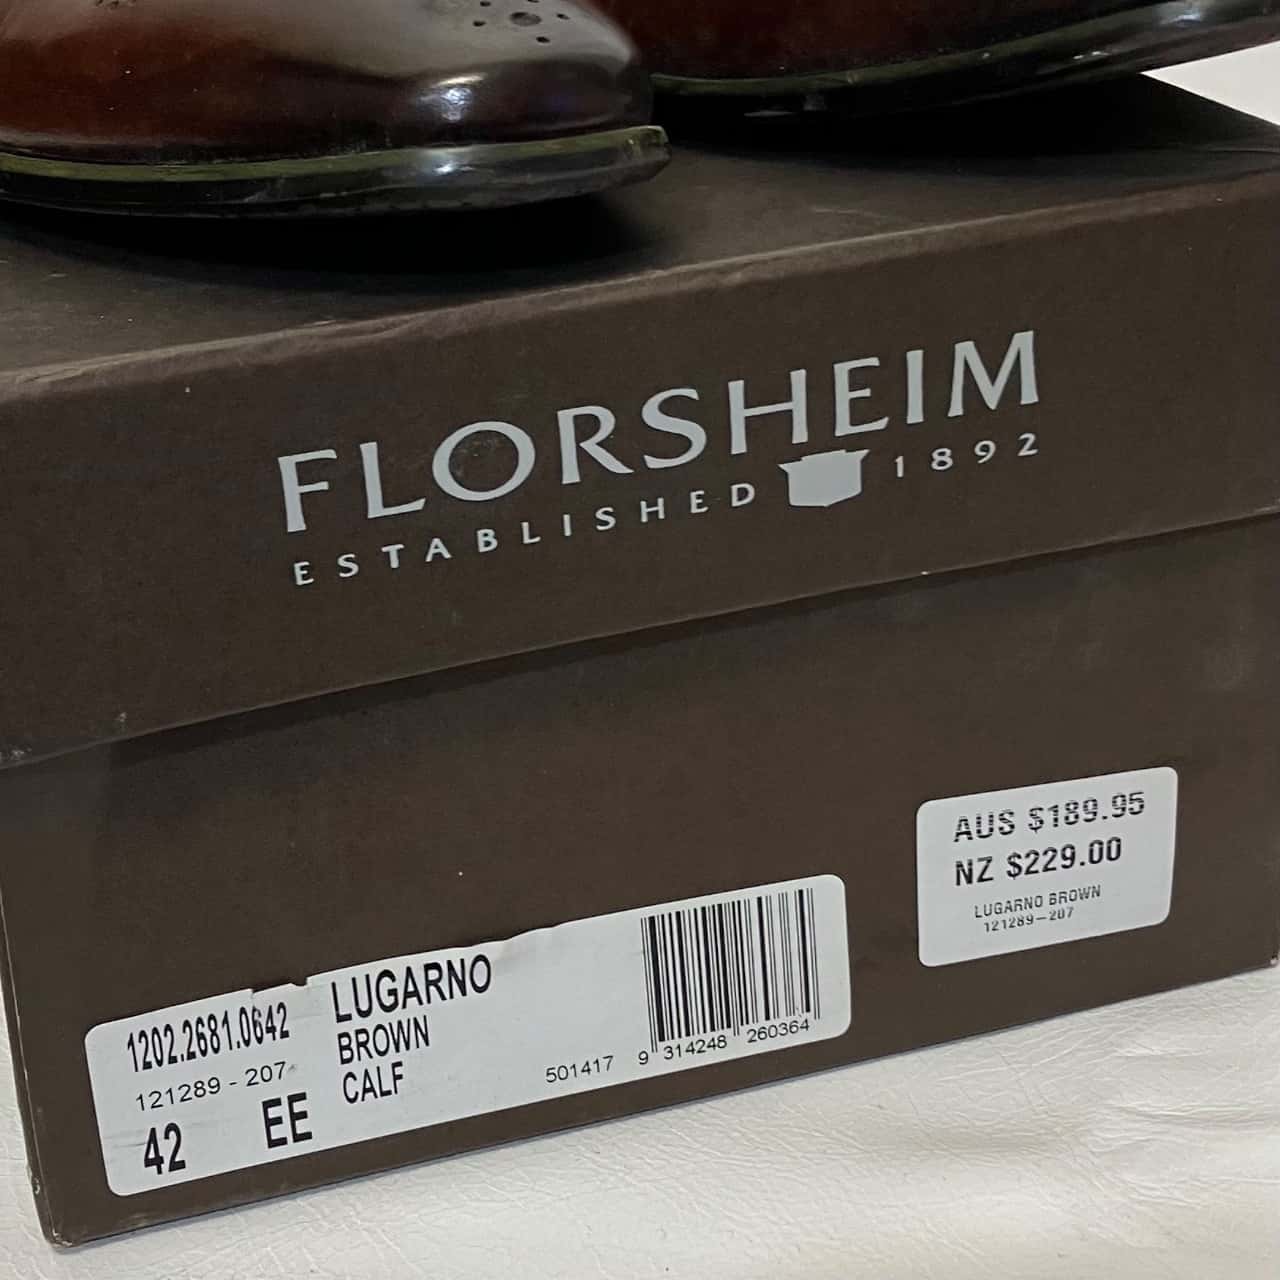 FLORSHEIM
ESTABLISHED 1892
AUS $189.95
NZ $229.00
LUGARNO BROWN
121289-207
1202.2681.0642
121289 - 207
42 EE
LUGARNO
BROWN
CALF
501417
9 314248 260364